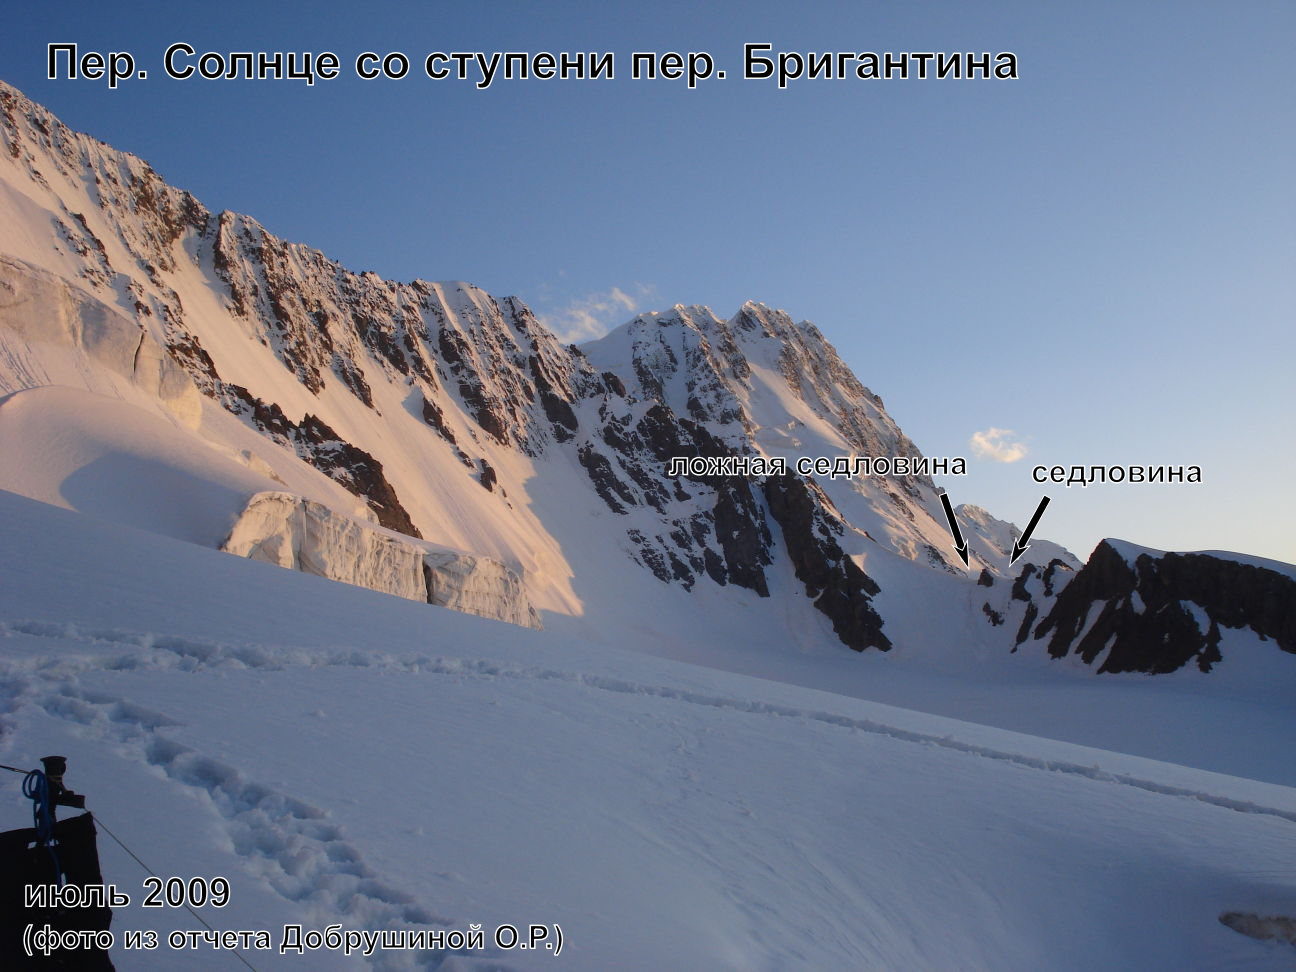 Пер. Солнце со ступени пер. Бригантина
ложная седловина
седловина
июль 2009
(фото из отчета Добрушиной О.Р.)